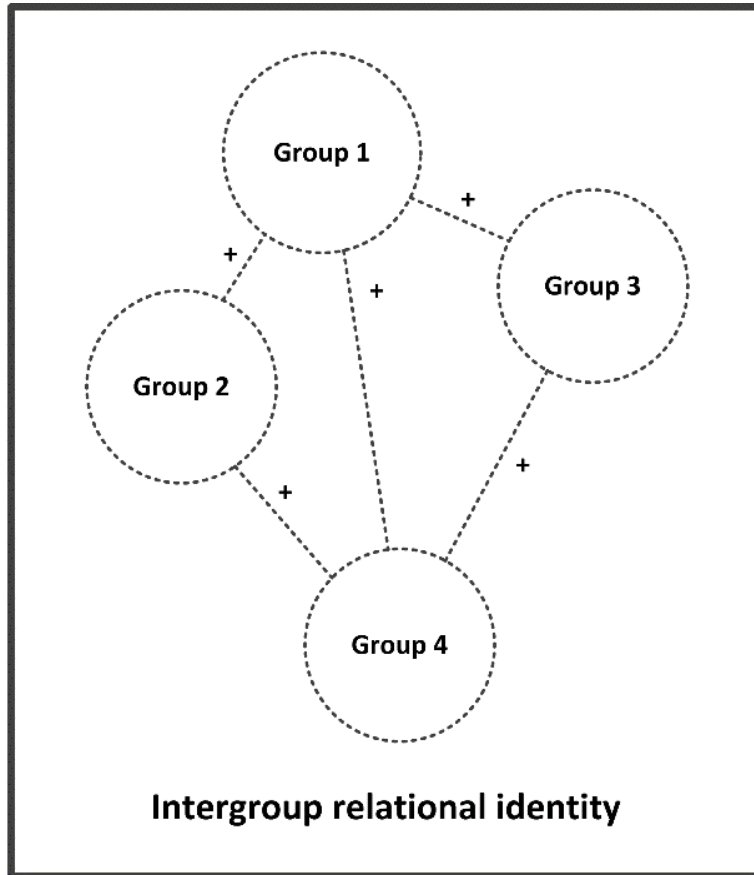 Group 1
+
+
Group 3
+
Group 2
+
+
Group 4
Intergroup relational identity